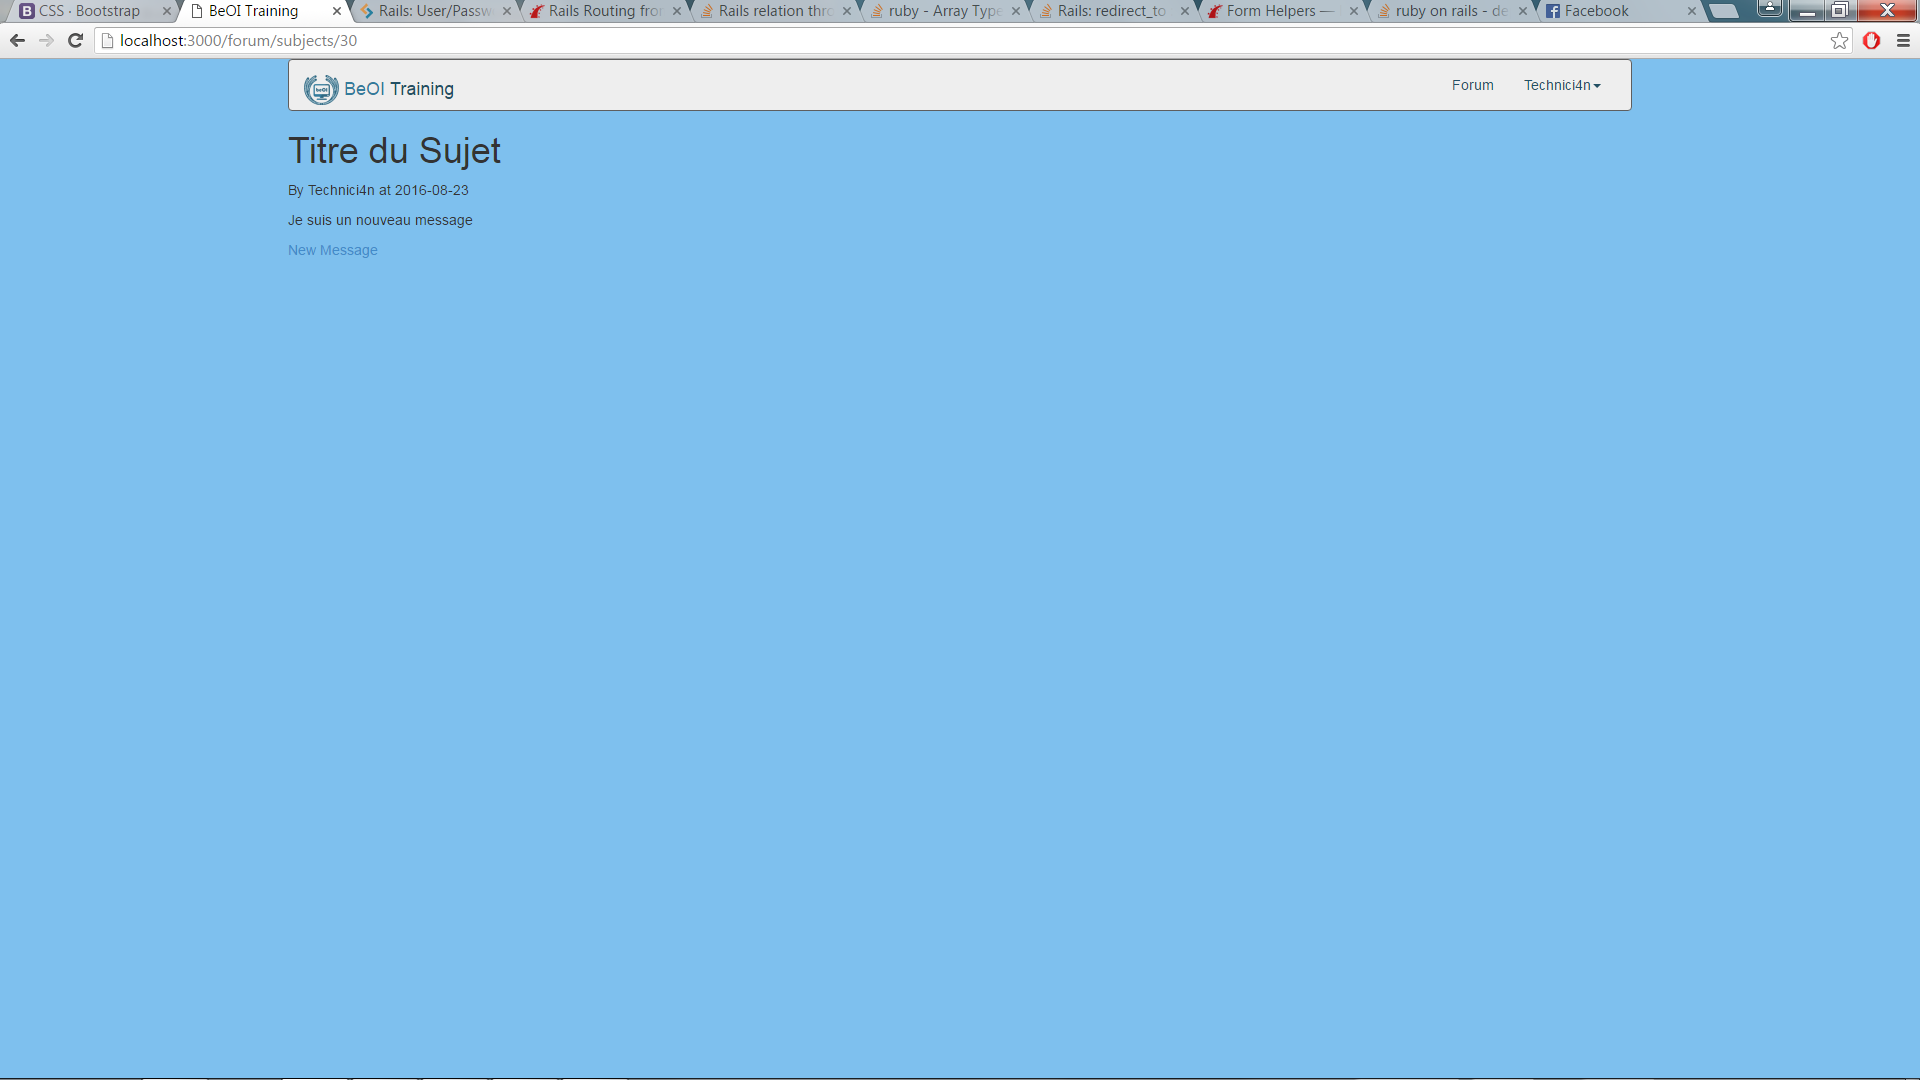 CSS · Bootstrap
BeOI Training
Rails: User/Passw
Rails Routing fro
Rails relation thro
ruby - Array Type
Rails: redirect_to
Form Helpers —
ruby on rails - de
Facebook
localhost:3000/forum/subjects/30
BeOI Training
Forum
Technici4n
Titre du Sujet
By Technici4n at 2016-08-23
Je suis un nouveau message
New Message